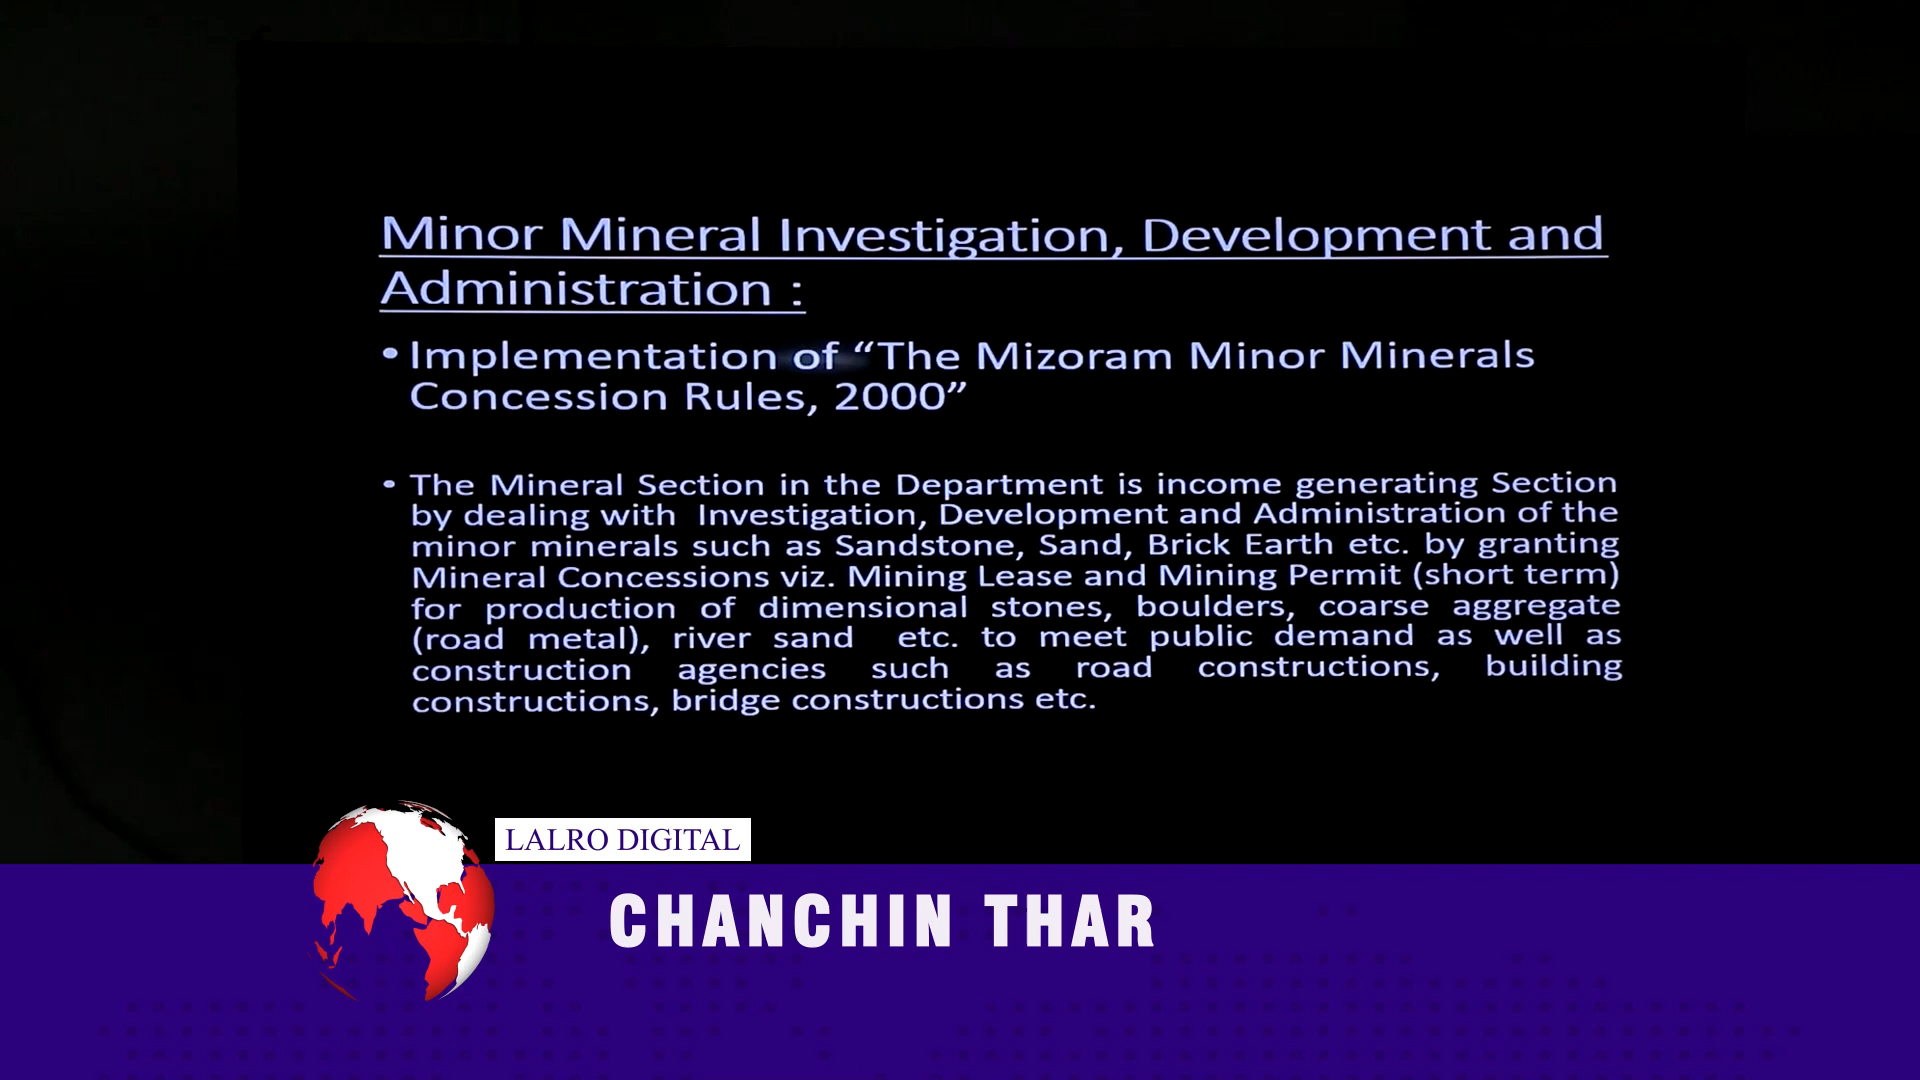 Minor Mineral Investigation, Development and
Administration :
• Implementation of “The Mizoram Minor Minerals
Concession Rules, 2000”
• The Mineral Section in the Department is income generating Section
by dealing with Investigation, Development and Administration of the
minor minerals such as Sandstone, Sand, Brick Earth etc. by granting
Mineral Concessions viz. Mining Lease and Mining Permit (short term)
for production of dimensional stones, boulders, coarse aggregate
(road metal), river sand etc. to meet public demand as well as
construction agencies such as road constructions, building
constructions, bridge constructions etc.
LALRO DIGITAL
CHANCHIN THAR